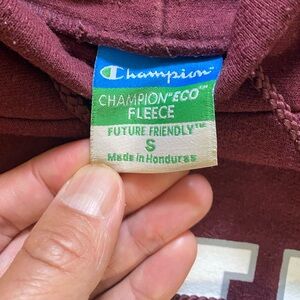 Champion
CHAMPION®ECO™
FLEECE
FUTURE FRIENDLY™
S
Made in Honduras